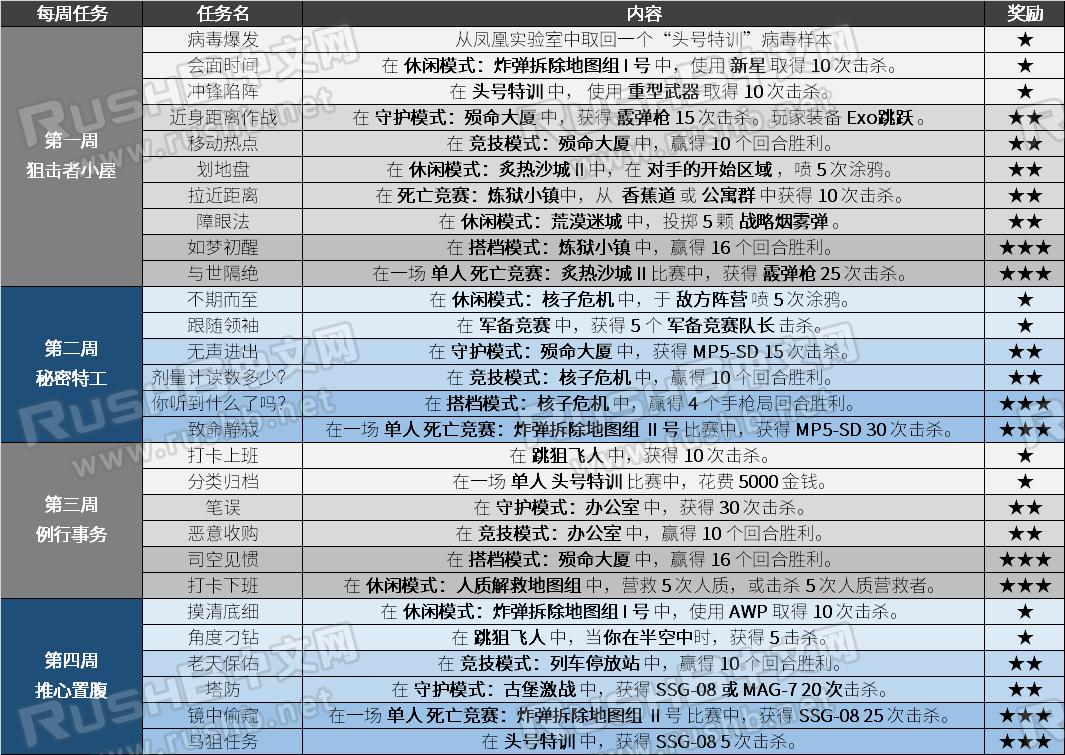 每周任务 任务名 内容 奖励
第一周
狙击者小屋
病毒爆发 从凤凰实验室中取回一个“头号特训”病毒样本 ★
会面时间 在 休闲模式：炸弹拆除地图组 I 号 中，使用 新星 取得 10 次击杀。 ★
冲锋陷阵 在 头号特训 中， 使用 重型武器 取得 10 次击杀。 ★
近身距离作战 在 守护模式：殒命大厦 中，获得 霰弹枪 15 次击杀。玩家装备 Exo跳跃 。 ★★
移动热点 在 竞技模式：殒命大厦 中，赢得 10 个回合胜利。 ★★
划地盘 在 休闲模式：炙热沙城 II 中，在 对手的开始区域 ，喷 5 次涂鸦。 ★★
拉近距离 在 死亡竞赛：炼狱小镇中，从 香蕉道 或 公寓群 中获得 10 次击杀。 ★★
障眼法 在 休闲模式：荒漠迷城 中，投掷 5 颗 战略烟雾弹 。 ★★
如梦初醒 在 搭档模式：炼狱小镇 中，赢得 16 个回合胜利。 ★★★
与世隔绝 在一场 单人 死亡竞赛：炙热沙城 II 比赛中，获得 霰弹枪 25 次击杀。 ★★★
第二周
秘密特工
不期而至 在 休闲模式：核子危机 中，于 敌方阵营 喷 5 次涂鸦。 ★
跟随领袖 在 军备竞赛 中，获得 5 个 军备竞赛队长 击杀。 ★
无声进出 在 守护模式：殒命大厦 中，获得 MP5-SD 15 次击杀。 ★★
剂量计读数多少？ 在 竞技模式：核子危机 中，赢得 10 个回合胜利。 ★★
你听到什么了吗？ 在 搭档模式：核子危机 中，赢得 4 个手枪局回合胜利。 ★★★
致命静寂 在一场 单人 死亡竞赛：炸弹拆除地图组 II 号 比赛中，获得 MP5-SD 30 次击杀。 ★★★
第三周
例行事务
打卡上班 在 跳狙飞人 中，获得 10 次击杀。 ★
分类归档 在一场 单人 头号特训 比赛中，花费 5000 金钱。 ★
笔误 在 守护模式：办公室 中，获得 30 次击杀。 ★★
恶意收购 在 竞技模式：办公室 中，赢得 10 个回合胜利。 ★★
司空见惯 在 搭档模式：殒命大厦 中，赢得 16 个回合胜利。 ★★★
打卡下班 在 休闲模式：人质解救地图组 中，营救 5 次人质，或击杀 5 次人质营救者。 ★★★
第四周
推心置腹
摸清底细 在 休闲模式：炸弹拆除地图组 I 号 中，使用 AWP 取得 10 次击杀。 ★
角度刁钻 在 跳狙飞人 中，当你在半空中时，获得 5 击杀。 ★
老天保佑 在 竞技模式：列车停放站 中，赢得 10 个回合胜利。 ★★
塔防 在 守护模式：古堡激战 中，获得 SSG-08 或 MAG-7 20 次击杀。 ★★
镜中偷窥 在一场 单人 死亡竞赛：炸弹拆除地图组 II 号 比赛中，获得 SSG-08 25 次击杀。 ★★★
鸟狙任务 在 头号特训 中，获得 SSG-08 5 次击杀。 ★★★
RusHB中文网
www.rushb.net